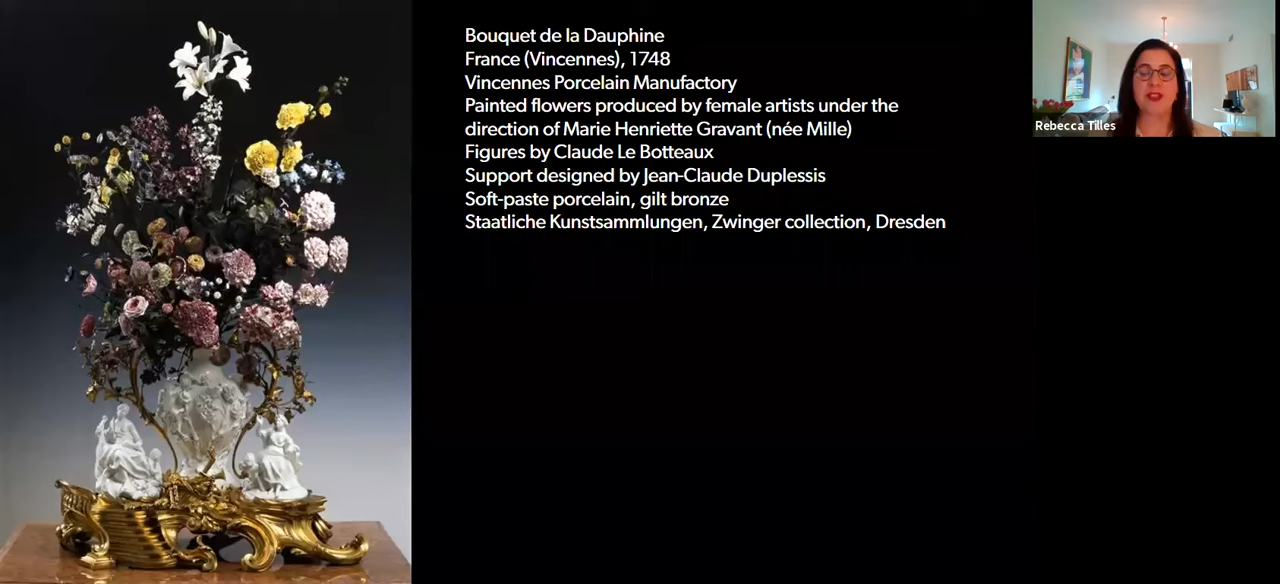 Bouquet de la Dauphine
France (Vincennes), 1748
Vincennes Porcelain Manufactory
Painted flowers produced by female artists under the
direction of Marie Henriette Gravant (née Mille)
Figures by Claude Le Botteaux
Support designed by Jean-Claude Duplessis
Soft-paste porcelain, gilt bronze
Staatliche Kunstsammlungen, Zwinger collection, Dresden
Rebecca Tilles